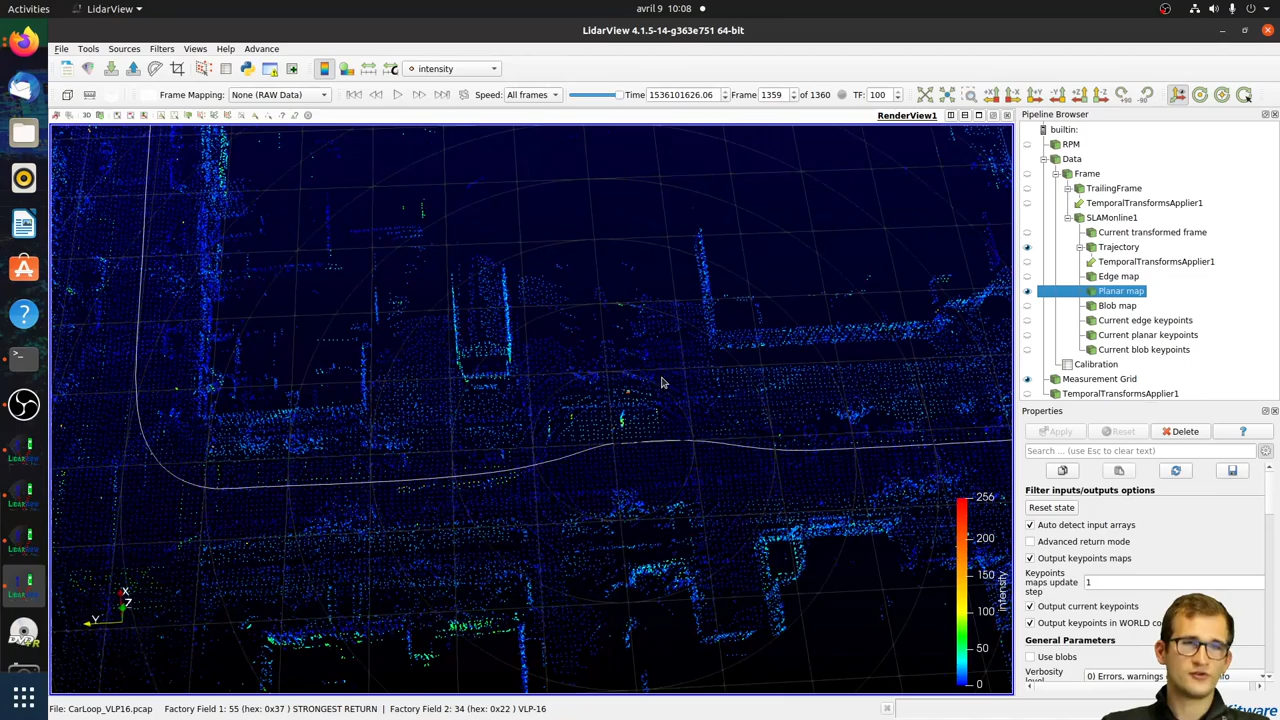 Activities
LidarView
avril 9 10:08
LidarView 4.1.5-14-g363e751 64-bit
File Tools Sources Filters Views Help Advance
intensity
Frame Mapping: None (RAW Data)
Speed: All frames
Time 1536101626.06
Frame 1359 of 1360
TF: 100
3D
RenderView1
Pipeline Browser
builtin:
RPM
Data
Frame
TrailingFrame
TemporalTransformsApplier1
SLAMonline1
Current transformed frame
Trajectory
TemporalTransformsApplier1
Edge map
Planar map
Blob map
Current edge keypoints
Current planar keypoints
Current blob keypoints
Calibration
Measurement Grid
TemporalTransformsApplier1
Properties
Apply Reset Delete ?
Search ... (use Esc to clear text)
Filter inputs/outputs options
Reset state
Auto detect input arrays
Advanced return mode
Output keypoints maps
Keypoints maps update step
1
Output current keypoints
Output keypoints in WORLD co
General Parameters
Use blobs
Verbosity level
0) Errors, warnings
256
200
150
100
50
0
intensity
X
Y
Z
File: CarLoop_VLP16.pcap Factory Field 1: 55 (hex: 0x37 ) STRONGEST RETURN | Factory Field 2: 34 (hex: 0x22 ) VLP-16